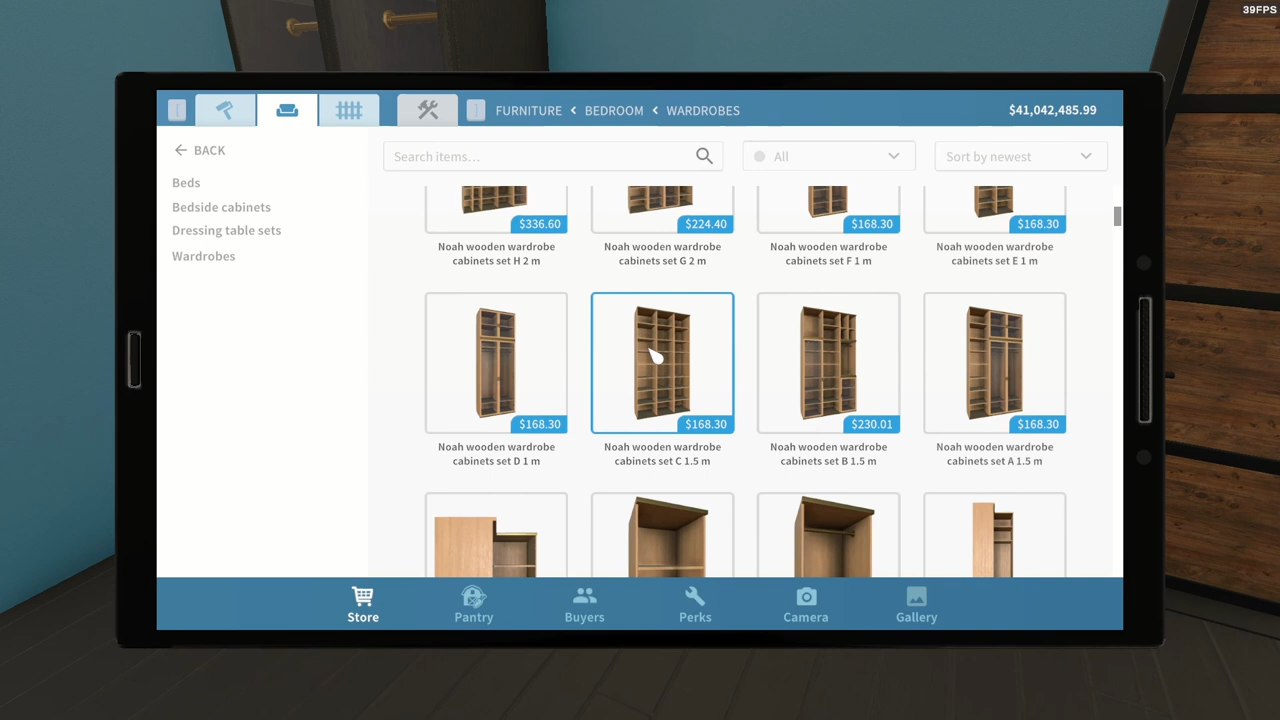 39FPS
FURNITURE < BEDROOM < WARDROBES
$41,042,485.99
BACK
Search items...
All
Sort by newest
Beds
Bedside cabinets
Dressing table sets
Wardrobes
$336.60
$224.40
$168.30
$168.30
Noah wooden wardrobe
cabinets set H 2 m
Noah wooden wardrobe
cabinets set G 2 m
Noah wooden wardrobe
cabinets set F 1 m
Noah wooden wardrobe
cabinets set E 1 m
$168.30
$168.30
$230.01
$168.30
Noah wooden wardrobe
cabinets set D 1 m
Noah wooden wardrobe
cabinets set C 1.5 m
Noah wooden wardrobe
cabinets set B 1.5 m
Noah wooden wardrobe
cabinets set A 1.5 m
Store
Pantry
Buyers
Perks
Camera
Gallery